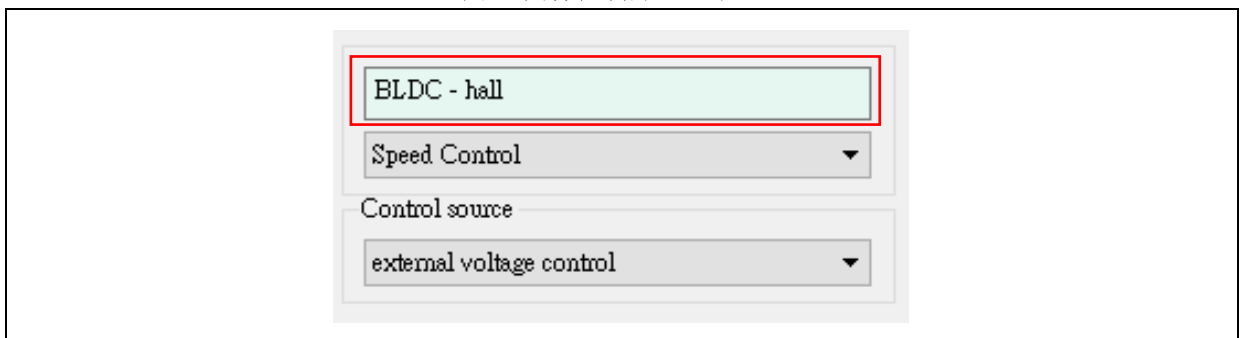 BLDC - hall
Speed Control
Control source
external voltage control